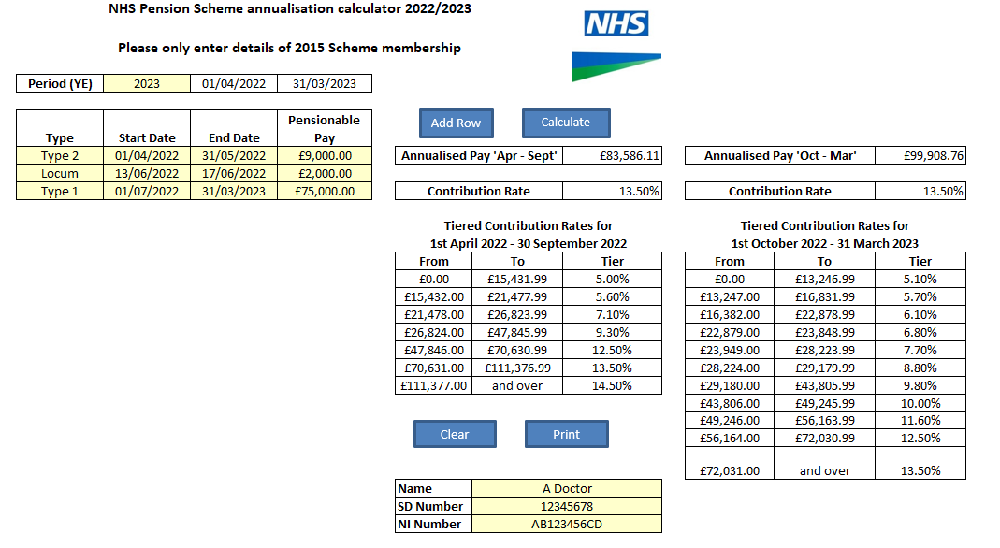 NHS Pension Scheme annualisation calculator 2022/2023
NHS
Please only enter details of 2015 Scheme membership
Period (YE) 2023 01/04/2022 31/03/2023
Type Start Date End Date Pensionable Pay
Type 2 01/04/2022 31/05/2022 £9,000.00
Locum 13/06/2022 17/06/2022 £2,000.00
Type 1 01/07/2022 31/03/2023 £75,000.00
Add Row Calculate
Annualised Pay 'Apr - Sept' £83,586.11
Contribution Rate 13.50%
Annualised Pay 'Oct - Mar' £99,908.76
Contribution Rate 13.50%
Tiered Contribution Rates for
1st April 2022 - 30 September 2022
From To Tier
£0.00 £15,431.99 5.00%
£15,432.00 £21,477.99 5.60%
£21,478.00 £26,823.99 7.10%
£26,824.00 £47,845.99 9.30%
£47,846.00 £70,630.99 12.50%
£70,631.00 £111,376.99 13.50%
£111,377.00 and over 14.50%
Tiered Contribution Rates for
1st October 2022 - 31 March 2023
From To Tier
£0.00 £13,246.99 5.10%
£13,247.00 £16,831.99 5.70%
£16,382.00 £22,878.99 6.10%
£22,879.00 £23,848.99 6.80%
£23,949.00 £28,223.99 7.70%
£28,224.00 £29,179.99 8.80%
£29,180.00 £43,805.99 9.80%
£43,806.00 £49,245.99 10.00%
£49,246.00 £56,163.99 11.60%
£56,164.00 £72,030.99 12.50%
£72,031.00 and over 13.50%
Clear Print
Name A Doctor
SD Number 12345678
NI Number AB123456CD